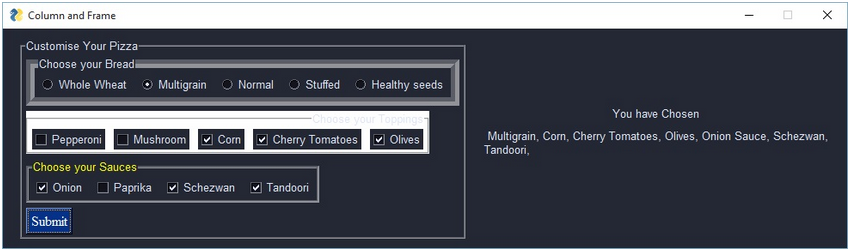 Column and Frame
Customise Your Pizza
Choose your Bread
Whole Wheat Multigrain Normal Stuffed Healthy seeds
Choose your Toppings
Pepperoni Mushroom Corn Cherry Tomatoes Olives
Choose your Sauces
Onion Paprika Schezwan Tandoori
Submit
You have Chosen
Multigrain, Corn, Cherry Tomatoes, Olives, Onion Sauce, Schezwan,
Tandoori,